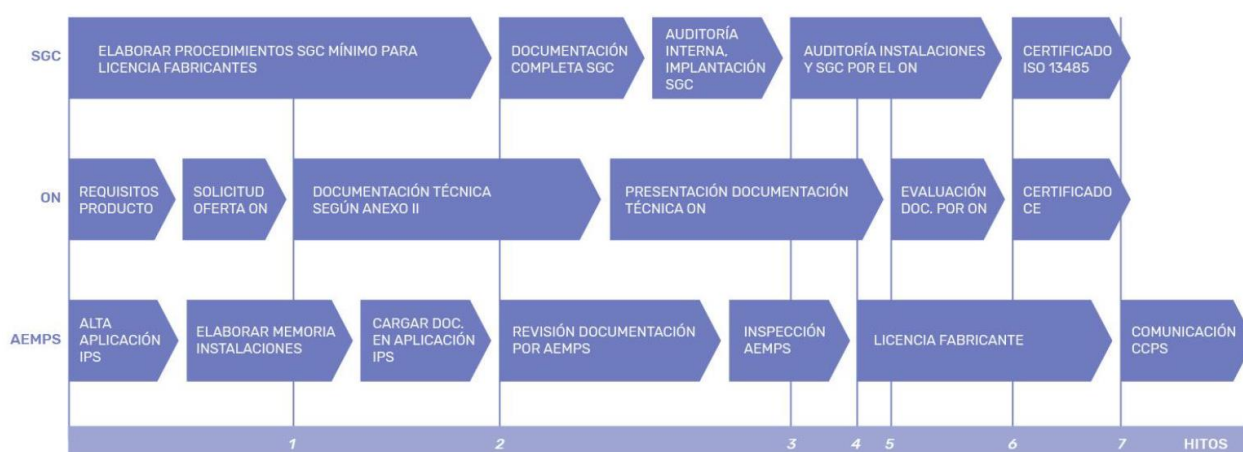 SGC
ELABORAR PROCEDIMIENTOS SGC MÍNIMO PARA
LICENCIA FABRICANTES
DOCUMENTACIÓN
COMPLETA SGC
AUDITORÍA
INTERNA,
IMPLANTACIÓN
SGC
AUDITORÍA INSTALACIONES
Y SGC POR EL ON
CERTIFICADO
ISO 13485
ON
REQUISITOS
PRODUCTO
SOLICITUD
OFERTA ON
DOCUMENTACIÓN TÉCNICA
SEGÚN ANEXO II
PRESENTACIÓN DOCUMENTACIÓN
TÉCNICA ON
EVALUACIÓN
DOC. POR ON
CERTIFICADO
CE
AEMPS
ALTA
APLICACIÓN
IPS
ELABORAR MEMORIA
INSTALACIONES
CARGAR DOC.
EN APLICACIÓN
IPS
REVISIÓN DOCUMENTACIÓN
POR AEMPS
INSPECCIÓN
AEMPS
LICENCIA FABRICANTE
COMUNICACIÓN
CCPS
1 2 3 4 5 6 7 HITOS